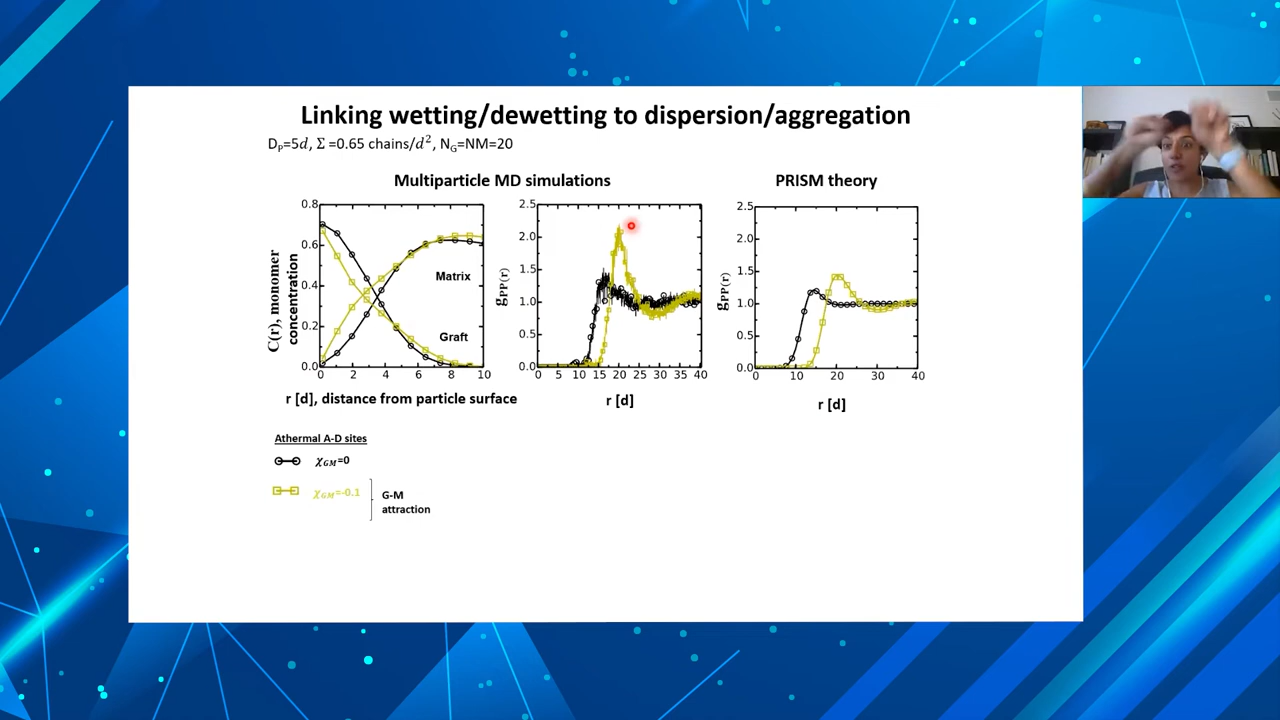 Linking wetting/dewetting to dispersion/aggregation
D_P=5d, Σ =0.65 chains/d², N_G=NM=20
Multiparticle MD simulations
PRISM theory
C(r), monomer
concentration
0.8
0.6
0.4
0.2
0.0
0 2 4 6 8 10
Matrix
Graft
r [d], distance from particle surface
g_PP(r)
2.5
2.0
1.5
1.0
0.5
0.0
0 5 10 15 20 25 30 35 40
r [d]
g_PP(r)
2.5
2.0
1.5
1.0
0.5
0.0
0 10 20 30 40
r [d]
Athermal A-D sites
χ_GM=0
χ_GM=-0.1
G-M
attraction